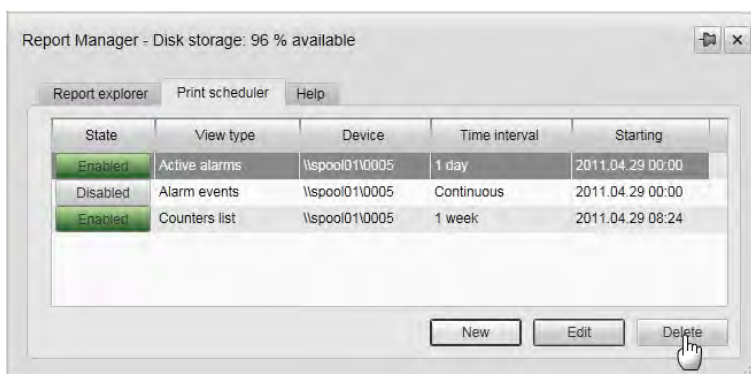 Report Manager - Disk storage: 96 % available
Report explorer Print scheduler Help
State View type Device Time interval Starting
Enabled Active alarms \\spool01\0005 1 day 2011.04.29 00:00
Disabled Alarm events \\spool01\0005 Continuous 2011.04.29 00:00
Enabled Counters list \\spool01\0005 1 week 2011.04.29 08:24
New Edit Delete